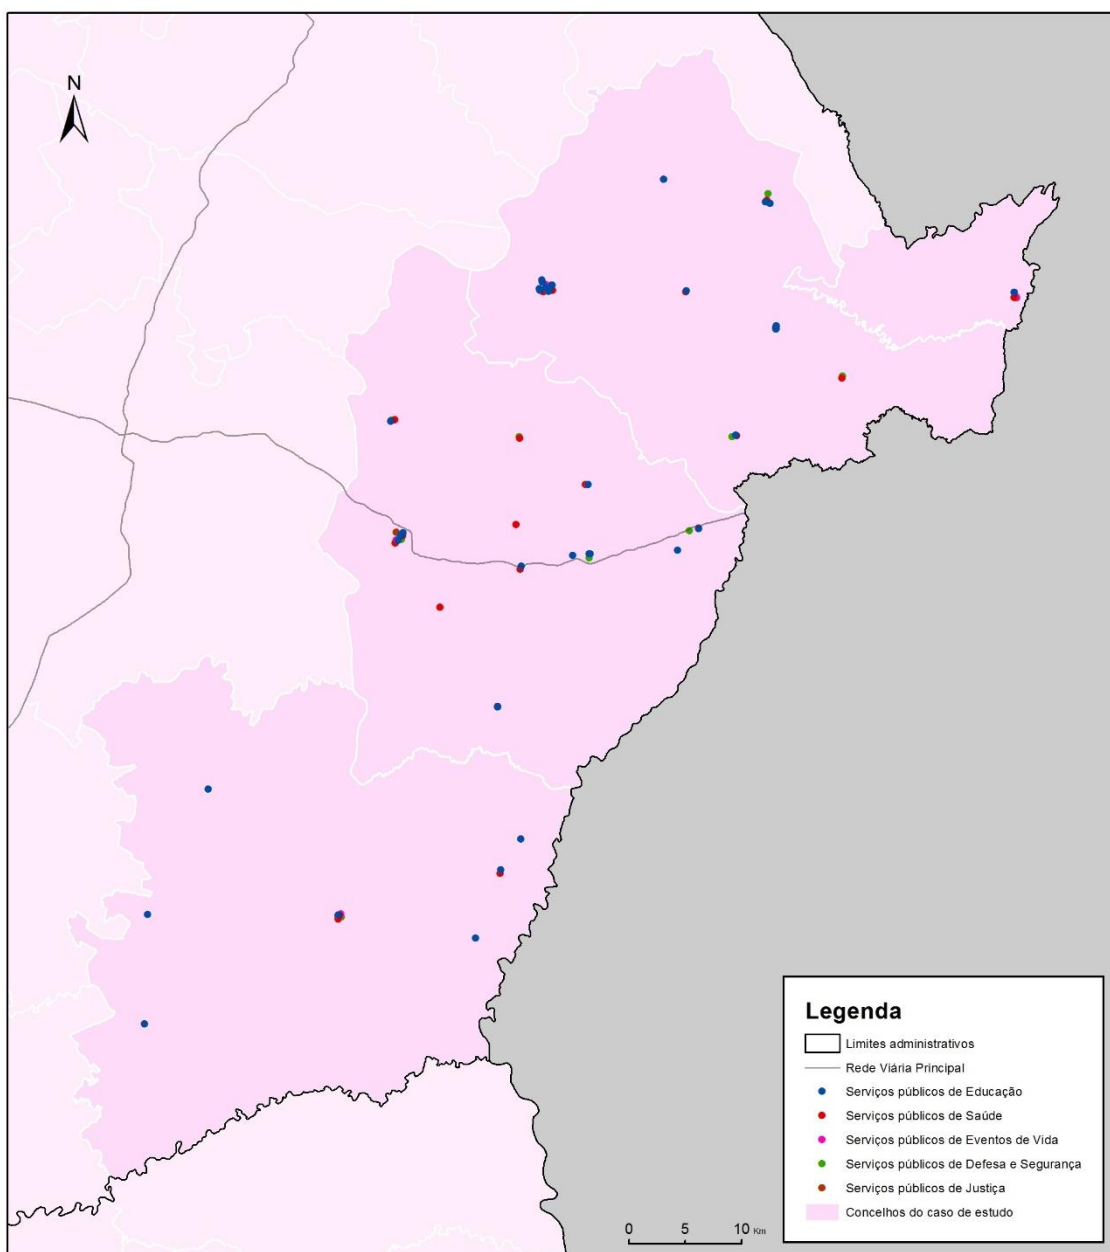 N
Legenda
Limites administrativos
Rede Viária Principal
Serviços públicos de Educação
Serviços públicos de Saúde
Serviços públicos de Eventos de Vida
Serviços públicos de Defesa e Segurança
Serviços públicos de Justiça
Concelhos do caso de estudo
0 5 10 Km